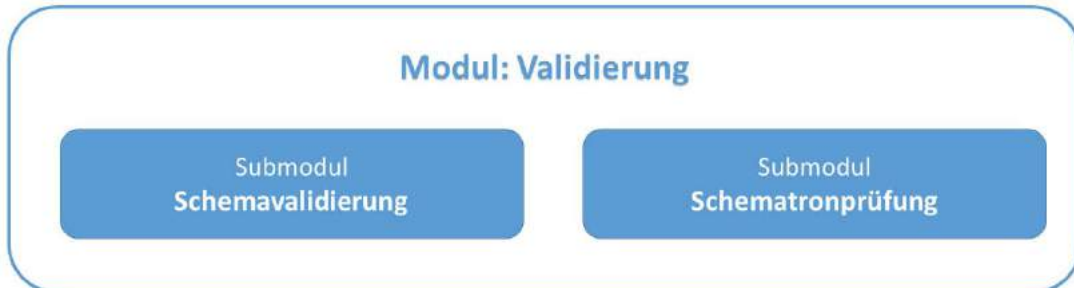 Modul: Validierung
Submodul
Schemavalidierung
Submodul
Schematronprüfung